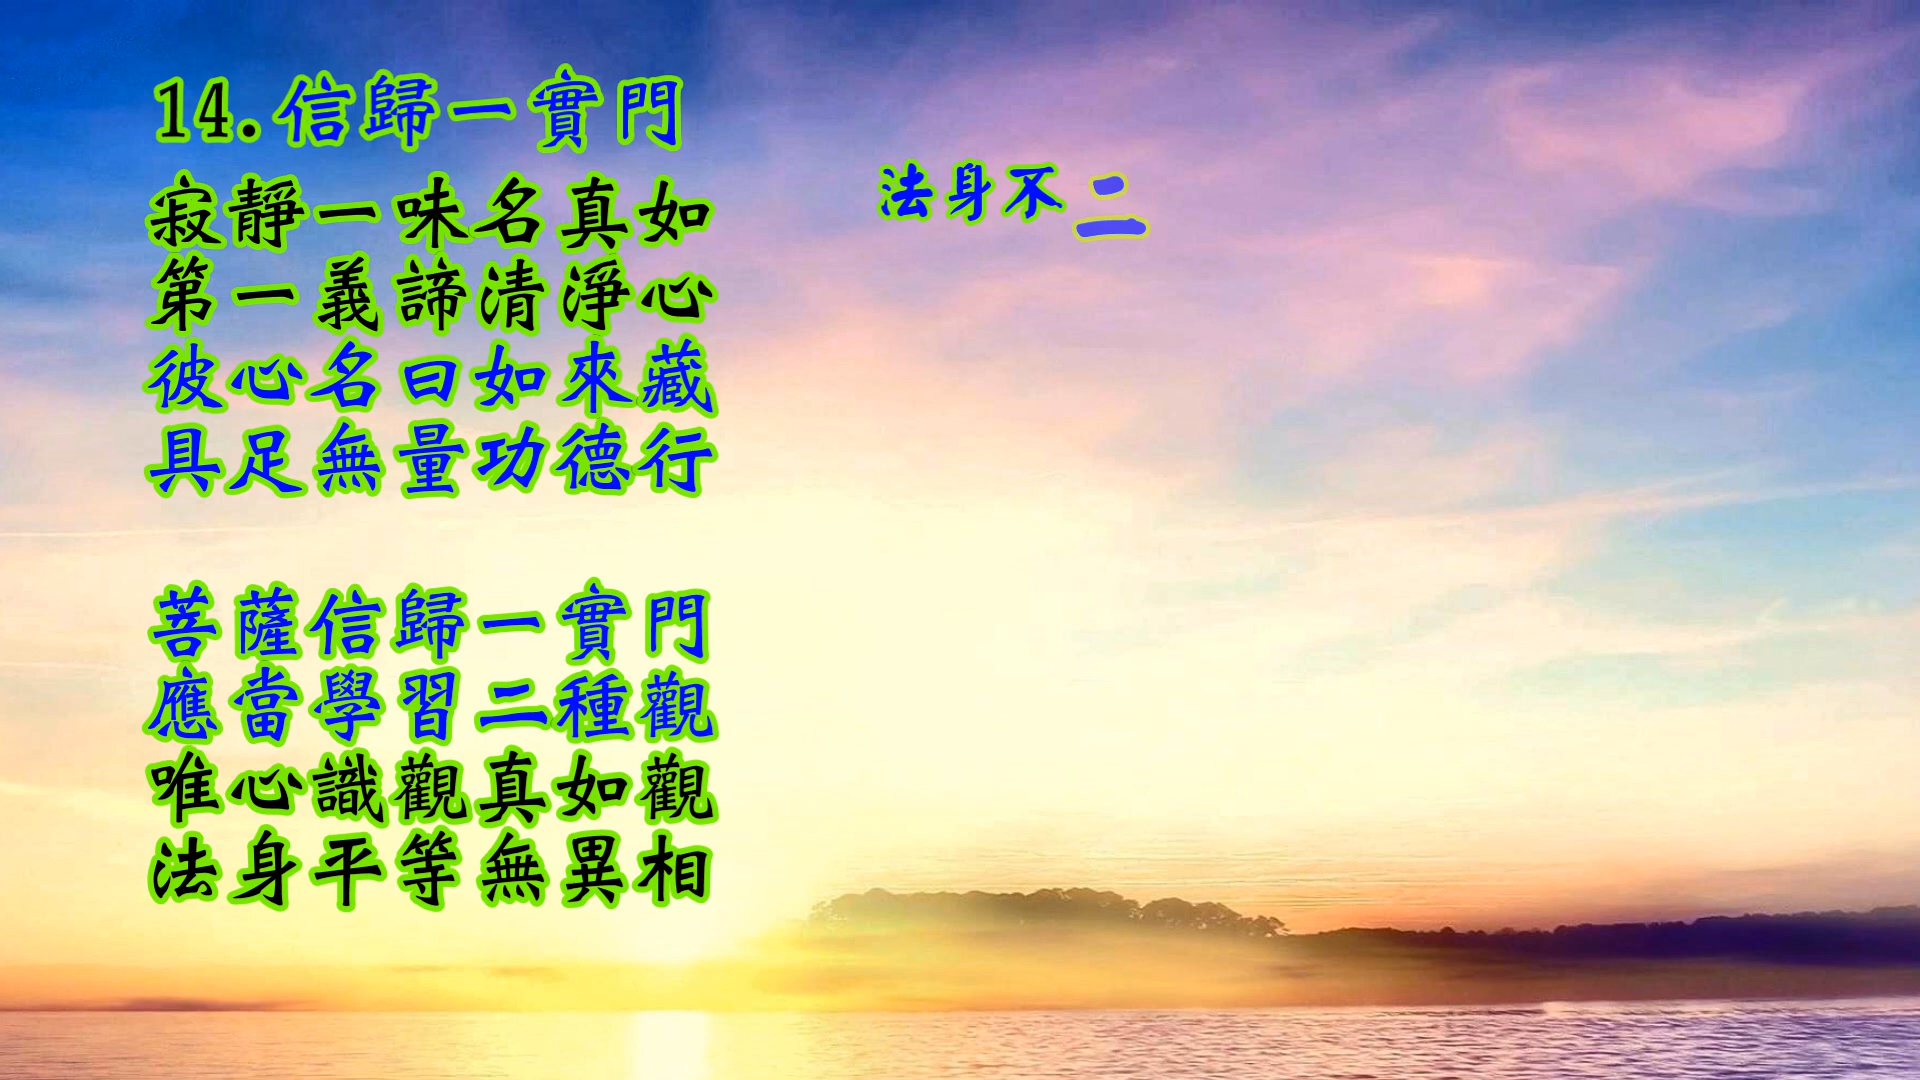 14.信歸一實門
寂靜一味名真如
第一義諦清淨心
彼心名曰如來藏
具足無量功德行
菩薩信歸一實門
應當學習二種觀
唯心識觀真如觀
法身平等無異相
法身不二